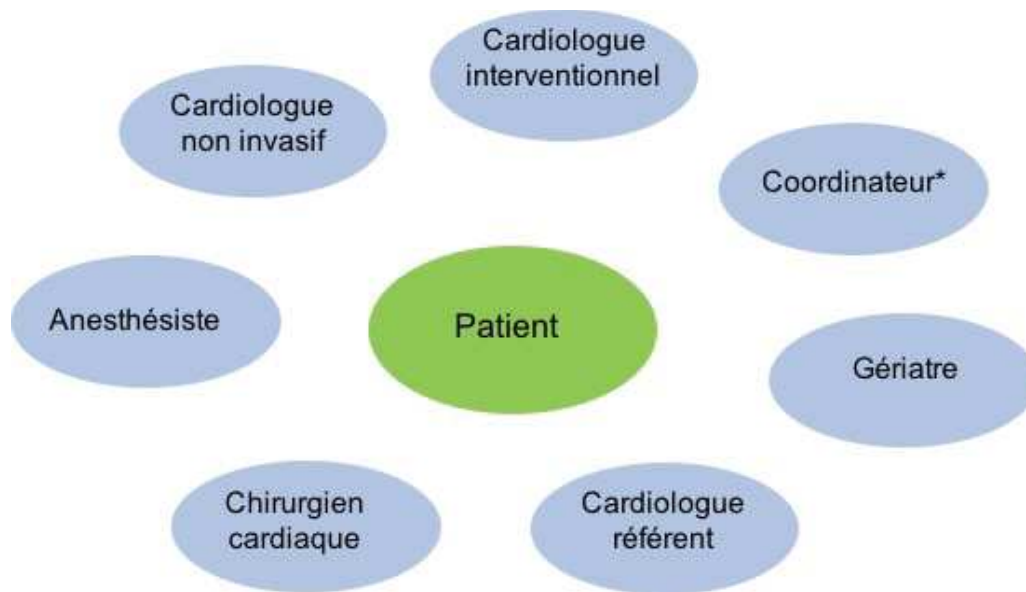 Cardiologue
interventionnel
Cardiologue
non invasif
Coordinateur*
Anesthésiste
Patient
Gériatre
Chirurgien
cardiaque
Cardiologue
référent